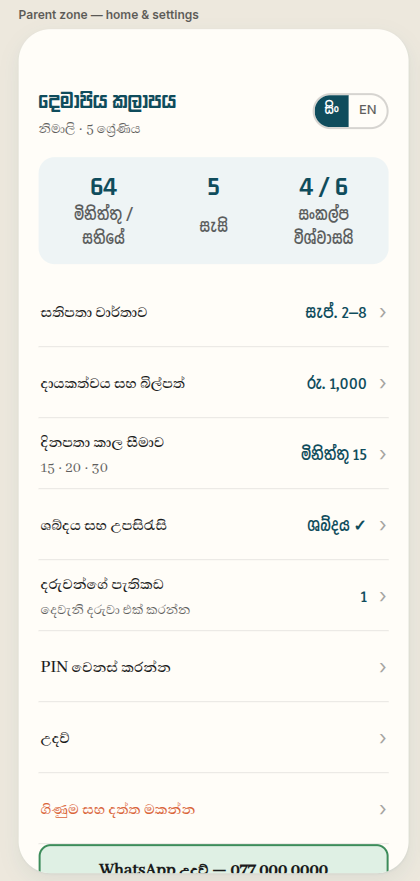 Parent zone — home & settings
දෙමාපිය කලාපය
සිං EN
නිමාලි · 5 ශ්‍රේණිය
64 5 4 / 6
මිනිත්තු / සතියේ
සැසි
සංකල්ප විශ්වාසයි
සතිපතා වාර්තාව සැප්. 2–8 ›
දායකත්වය සහ බිල්පත් රු. 1,000 ›
දිනපතා කාල සීමාව මිනිත්තු 15 ›
15 · 20 · 30
ශබ්දය සහ උපසිරැසි ශබ්දය ✓ ›
දරුවන්ගේ පැතිකඩ 1 ›
දෙවැනි දරුවා එක් කරන්න
PIN වෙනස් කරන්න ›
උදව් ›
ගිණුම සහ දත්ත මකන්න ›
WhatsApp උදව් — 077 000 0000